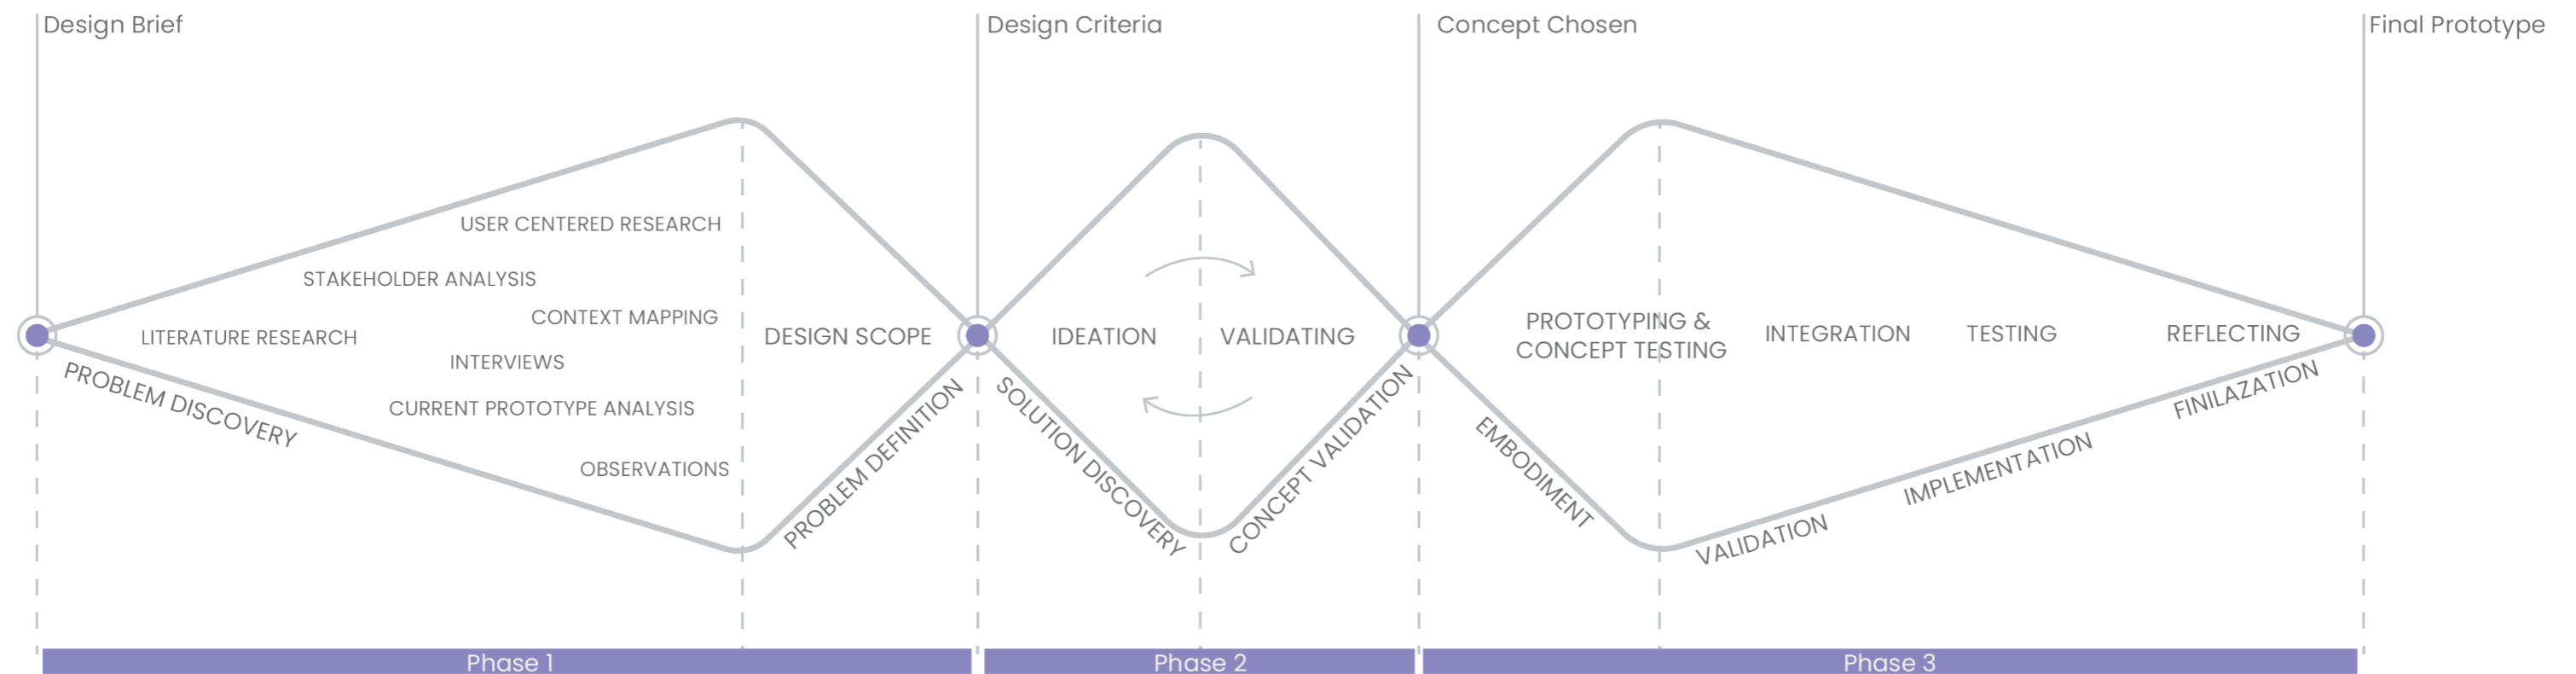 Design Brief
Design Criteria
Concept Chosen
Final Prototype
USER CENTERED RESEARCH
STAKEHOLDER ANALYSIS
CONTEXT MAPPING
LITERATURE RESEARCH
INTERVIEWS
CURRENT PROTOTYPE ANALYSIS
OBSERVATIONS
PROBLEM DISCOVERY
DESIGN SCOPE
PROBLEM DEFINITION
IDEATION
VALIDATING
SOLUTION DISCOVERY
CONCEPT VALIDATION
PROTOTYPING &
CONCEPT TESTING
INTEGRATION
TESTING
REFLECTING
EMBODIMENT
VALIDATION
IMPLEMENTATION
FINILAZATION
Phase 1
Phase 2
Phase 3